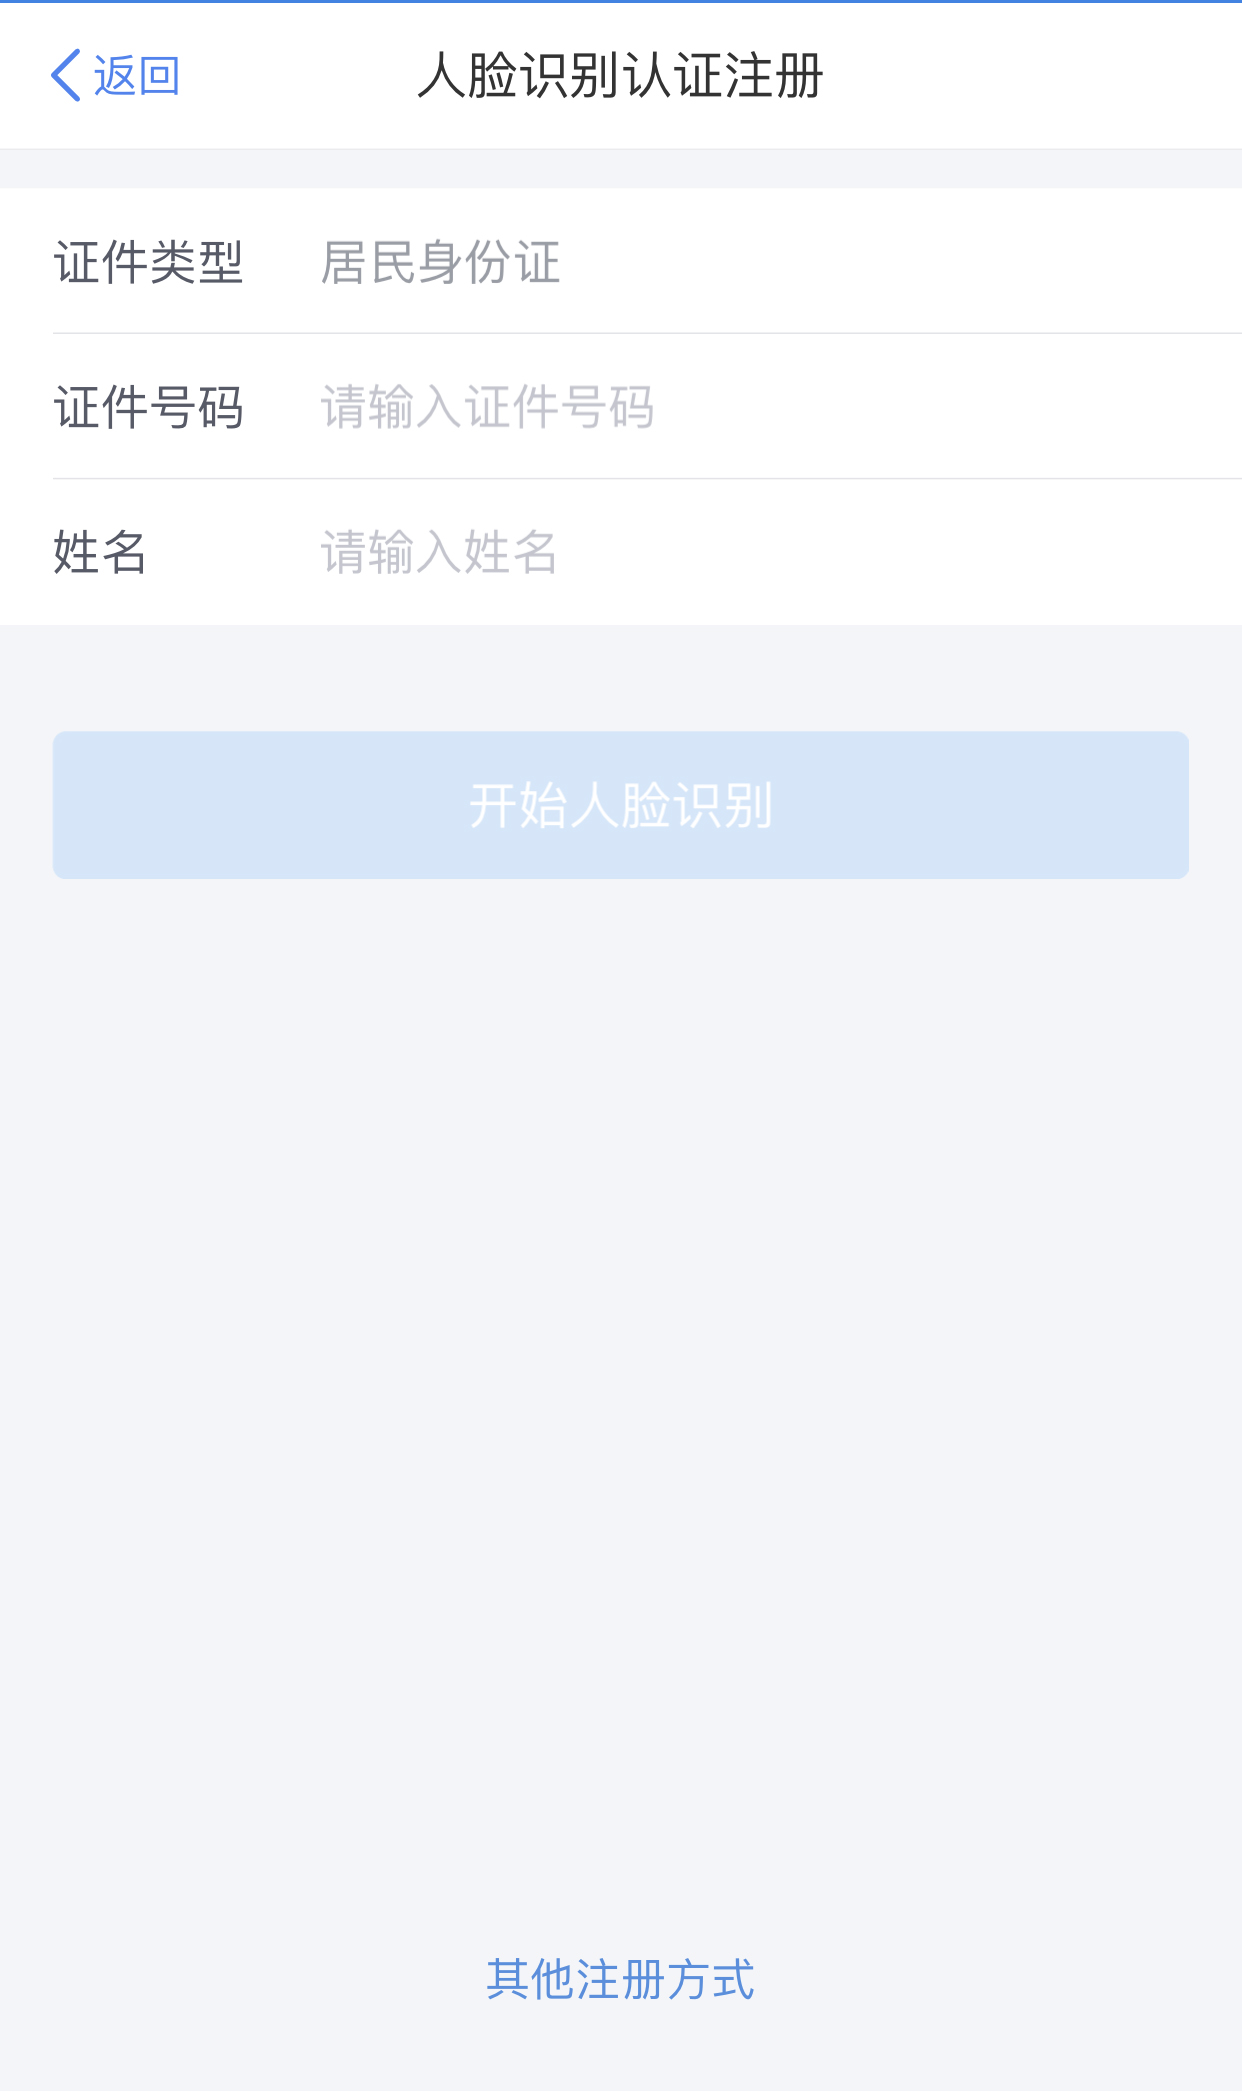 返回
人脸识别认证注册
证件类型 居民身份证
证件号码 请输入证件号码
姓名 请输入姓名
开始人脸识别
其他注册方式